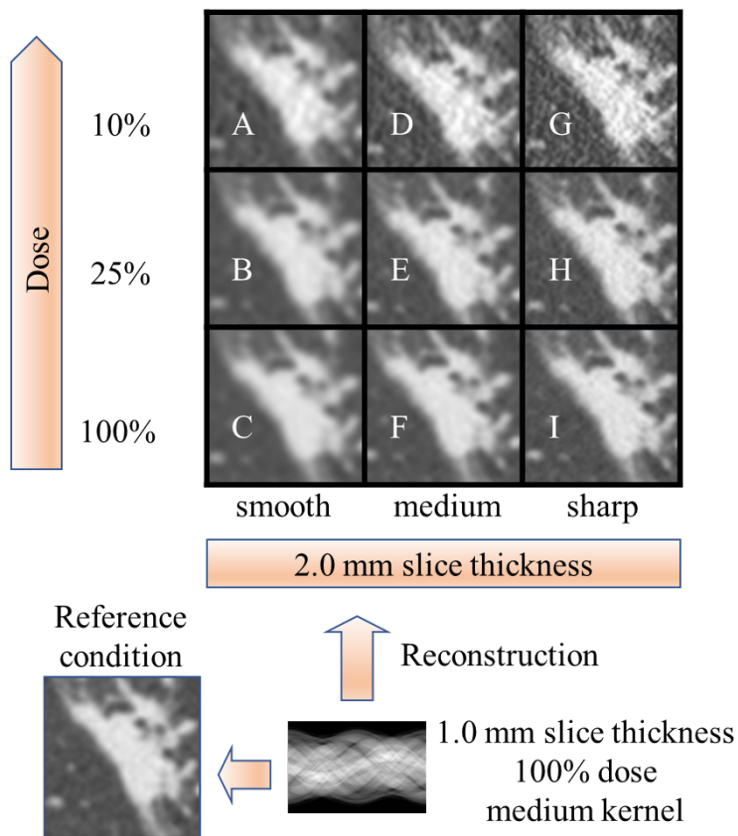 10%
A D G
Dose
25%
B E H
100%
C F I
smooth medium sharp
2.0 mm slice thickness
Reference
condition
Reconstruction
1.0 mm slice thickness
100% dose
medium kernel